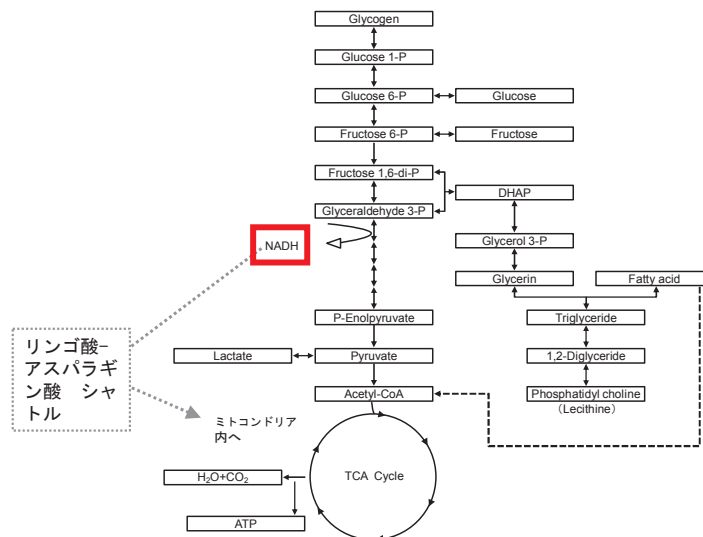 Glycogen
Glucose 1-P
Glucose 6-P
Glucose
Fructose 6-P
Fructose
Fructose 1,6-di-P
DHAP
Glyceraldehyde 3-P
NADH
Glycerol 3-P
Glycerin
Fatty acid
P-Enolpyruvate
Triglyceride
リンゴ酸-
アスパラギ
ン酸 シャ
トル
Lactate
Pyruvate
1,2-Diglyceride
Acetyl-CoA
Phosphatidyl choline
(Lecithine)
ミトコンドリア
内へ
H₂O+CO₂
TCA Cycle
ATP